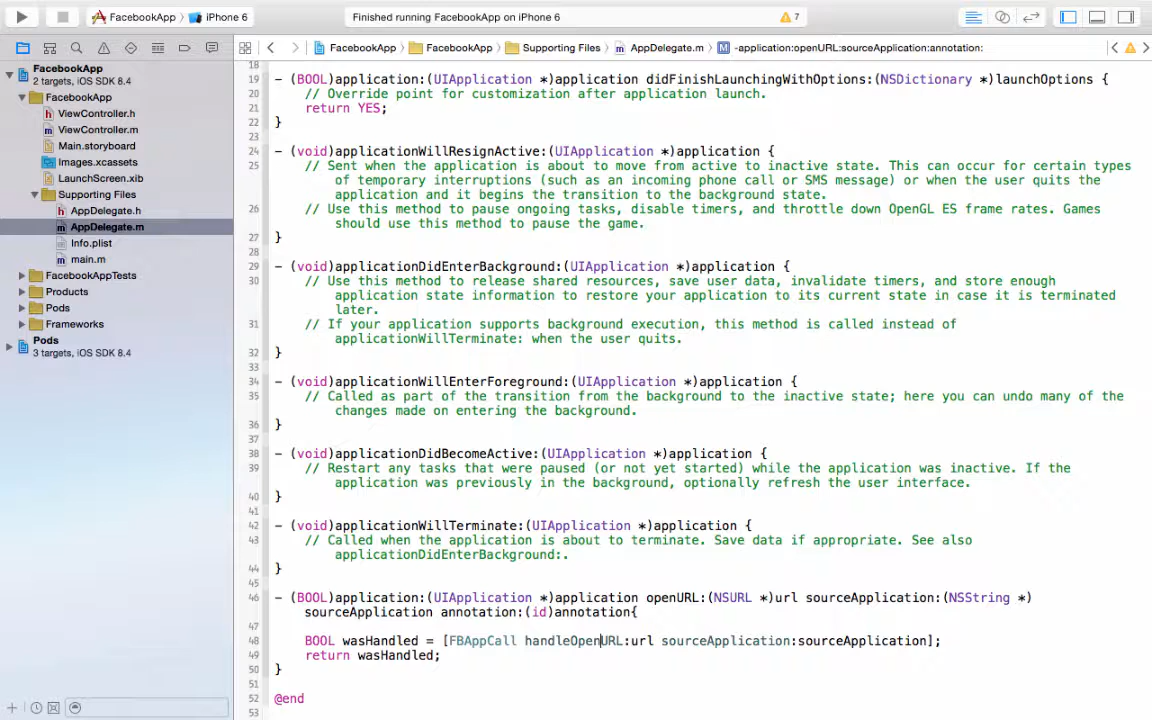 FacebookApp
iPhone 6
Finished running FacebookApp on iPhone 6
7
FacebookApp
FacebookApp
Supporting Files
AppDelegate.m
-application:openURL:sourceApplication:annotation:
FacebookApp
2 targets, iOS SDK 8.4
FacebookApp
ViewController.h
ViewController.m
Main.storyboard
Images.xcassets
LaunchScreen.xib
Supporting Files
AppDelegate.h
AppDelegate.m
Info.plist
main.m
FacebookAppTests
Products
Pods
Frameworks
Pods
3 targets, iOS SDK 8.4
18
19 - (BOOL)application:(UIApplication *)application didFinishLaunchingWithOptions:(NSDictionary *)launchOptions {
20 // Override point for customization after application launch.
21 return YES;
22 }
23
24 - (void)applicationWillResignActive:(UIApplication *)application {
25 // Sent when the application is about to move from active to inactive state. This can occur for certain types
of temporary interruptions (such as an incoming phone call or SMS message) or when the user quits the
application and it begins the transition to the background state.
26 // Use this method to pause ongoing tasks, disable timers, and throttle down OpenGL ES frame rates. Games
should use this method to pause the game.
27 }
28
29 - (void)applicationDidEnterBackground:(UIApplication *)application {
30 // Use this method to release shared resources, save user data, invalidate timers, and store enough
application state information to restore your application to its current state in case it is terminated
later.
31 // If your application supports background execution, this method is called instead of
applicationWillTerminate: when the user quits.
32 }
33
34 - (void)applicationWillEnterForeground:(UIApplication *)application {
35 // Called as part of the transition from the background to the inactive state; here you can undo many of the
changes made on entering the background.
36 }
37
38 - (void)applicationDidBecomeActive:(UIApplication *)application {
39 // Restart any tasks that were paused (or not yet started) while the application was inactive. If the
application was previously in the background, optionally refresh the user interface.
40 }
41
42 - (void)applicationWillTerminate:(UIApplication *)application {
43 // Called when the application is about to terminate. Save data if appropriate. See also
applicationDidEnterBackground:.
44 }
45
46 - (BOOL)application:(UIApplication *)application openURL:(NSURL *)url sourceApplication:(NSString *)
sourceApplication annotation:(id)annotation{
47
48 BOOL wasHandled = [FBAppCall handleOpenURL:url sourceApplication:sourceApplication];
49 return wasHandled;
50 }
51
52 @end
53